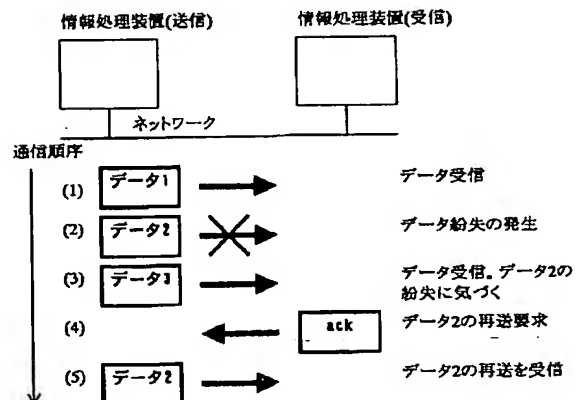 情報処理装置(送信)
情報処理装置(受信)
ネットワーク
通信順序
(1) データ1 データ受信
(2) データ2 データ紛失の発生
(3) データ3 データ受信。データ2の
紛失に気づく
(4) ack データ2の再送要求
(5) データ2 データ2の再送を受信